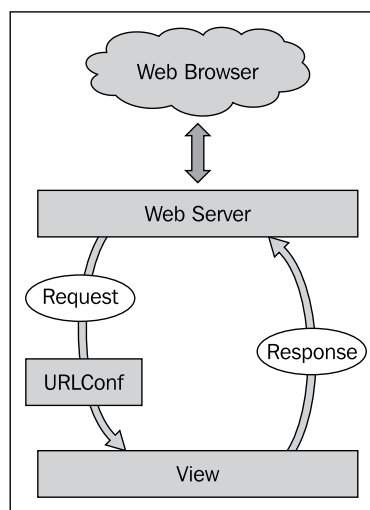 Web Browser
Web Server
Request
Response
URLConf
View